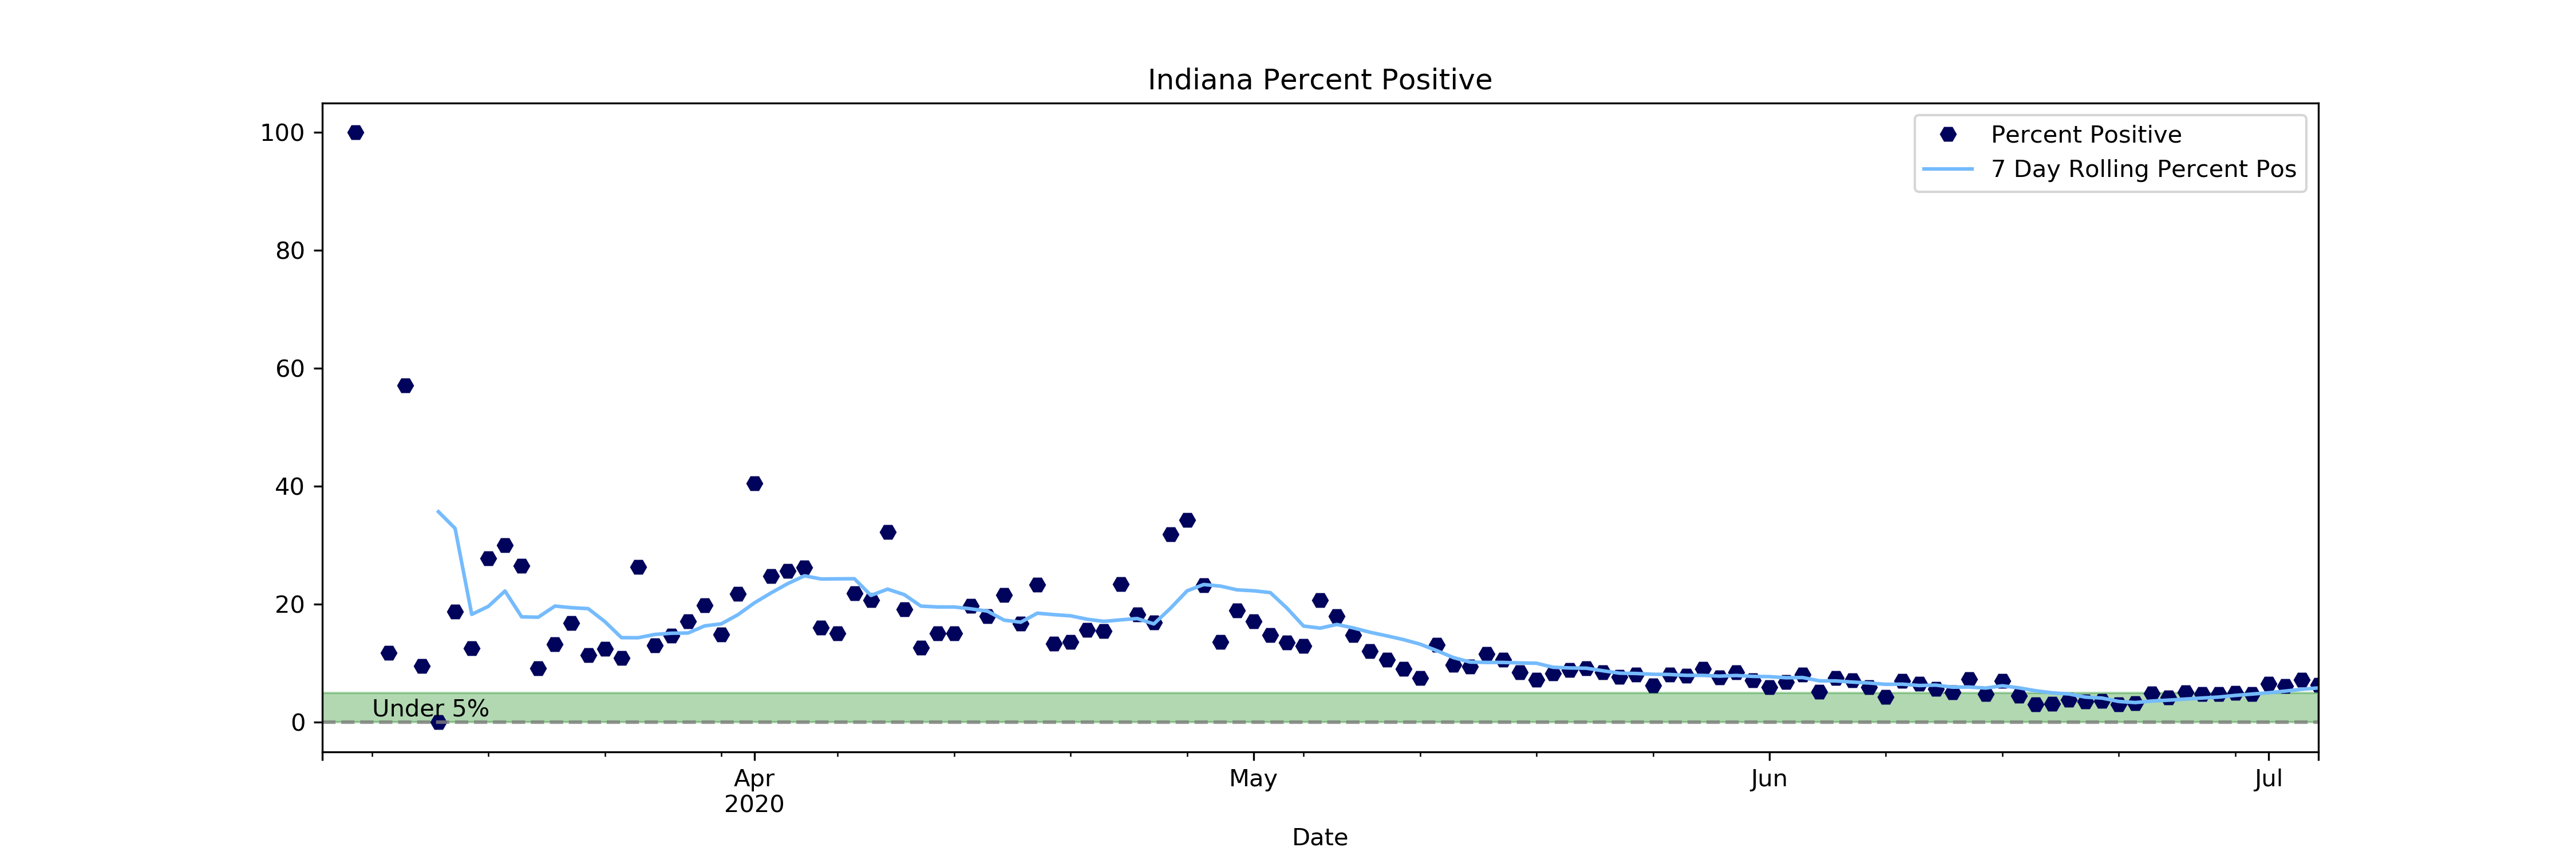 Indiana Percent Positive
Percent Positive
7 Day Rolling Percent Pos
100
80
60
40
20
0
Under 5%
Apr
2020
May
Jun
Jul
Date